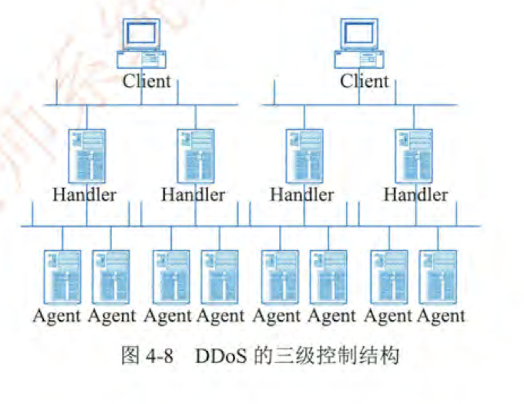 Client Client
Handler Handler Handler Handler
Agent Agent Agent Agent Agent Agent Agent Agent
图 4-8 DDoS 的三级控制结构